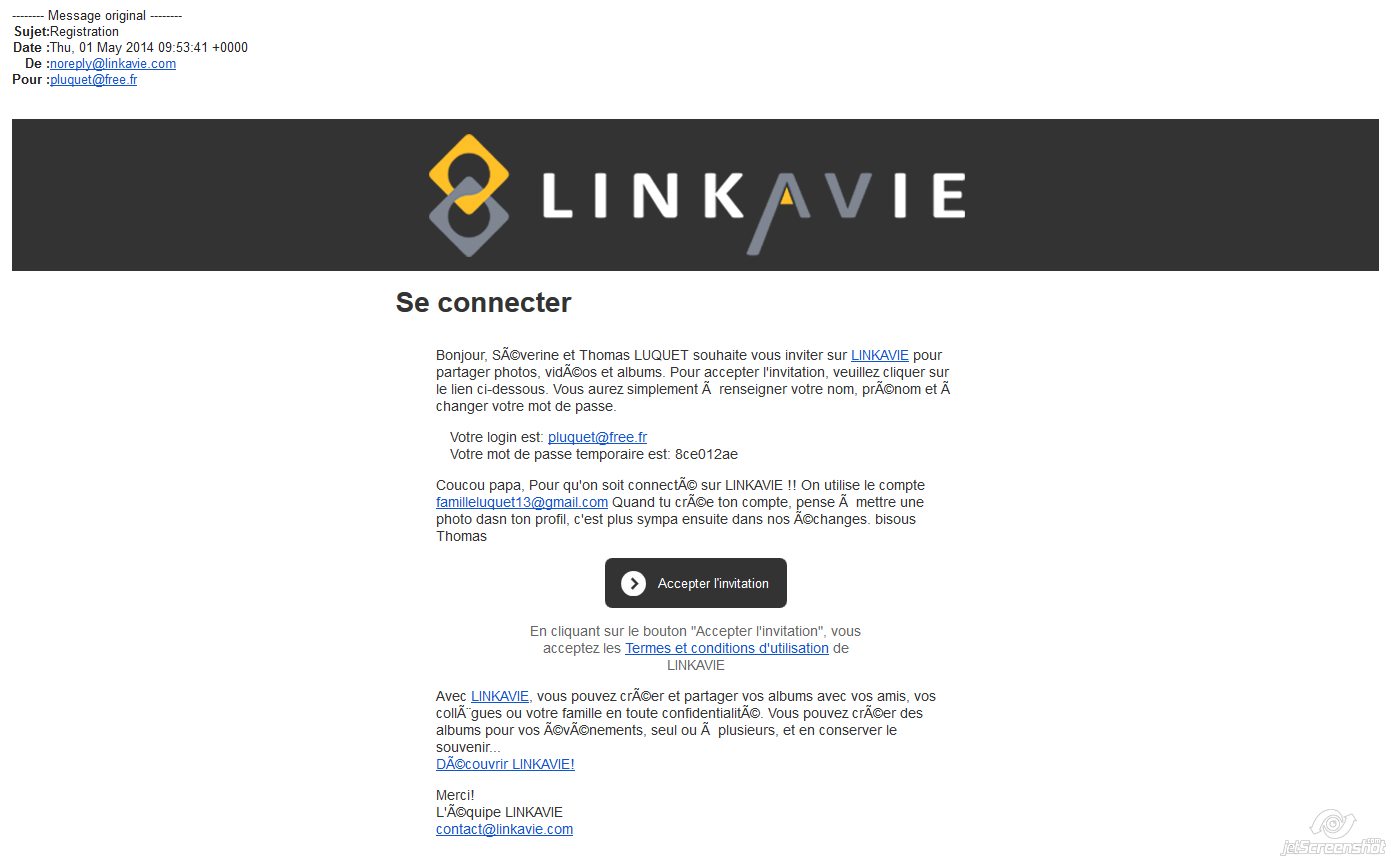 -------- Message original --------
Sujet:Registration
Date :Thu, 01 May 2014 09:53:41 +0000
De :noreply@linkavie.com
Pour :pluquet@free.fr
LINKAVIE
Se connecter
Bonjour, SÃ©verine et Thomas LUQUET souhaite vous inviter sur LINKAVIE pour
partager photos, vidÃ©os et albums. Pour accepter l'invitation, veuillez cliquer sur
le lien ci-dessous. Vous aurez simplement Ã  renseigner votre nom, prÃ©nom et Ã
changer votre mot de passe.
Votre login est: pluquet@free.fr
Votre mot de passe temporaire est: 8ce012ae
Coucou papa, Pour qu'on soit connectÃ© sur LINKAVIE !! On utilise le compte
familleluquet13@gmail.com Quand tu crÃ©e ton compte, pense Ã  mettre une
photo dasn ton profil, c'est plus sympa ensuite dans nos Ã©changes. bisous
Thomas
Accepter l'invitation
En cliquant sur le bouton "Accepter l'invitation", vous
acceptez les Termes et conditions d'utilisation de
LINKAVIE
Avec LINKAVIE, vous pouvez crÃ©er et partager vos albums avec vos amis, vos
collÃ¨gues ou votre famille en toute confidentialitÃ©. Vous pouvez crÃ©er des
albums pour vos Ã©vÃ©nements, seul ou Ã  plusieurs, et en conserver le
souvenir...
DÃ©couvrir LINKAVIE!
Merci!
L'Ã©quipe LINKAVIE
contact@linkavie.com
jetScreenshot.com